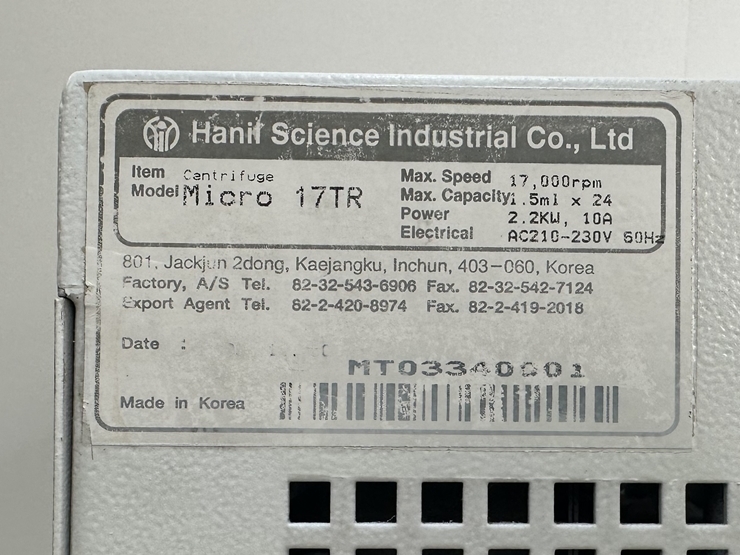 Hanil Science Industrial Co., Ltd
Item Cantrifuge
Model Micro 17TR
Max. Speed 17,000rpm
Max. Capacity 1.5ml x 24
Power 2.2KW, 10A
Electrical AC210-230V 60Hz
801, Jackjun 2dong, Kaejangku, Inchun, 403-060, Korea
Factory, A/S Tel. 82-32-543-6906 Fax. 82-32-542-7124
Export Agent Tel. 82-2-420-8974 Fax. 82-2-419-2018
Date :
Made in Korea